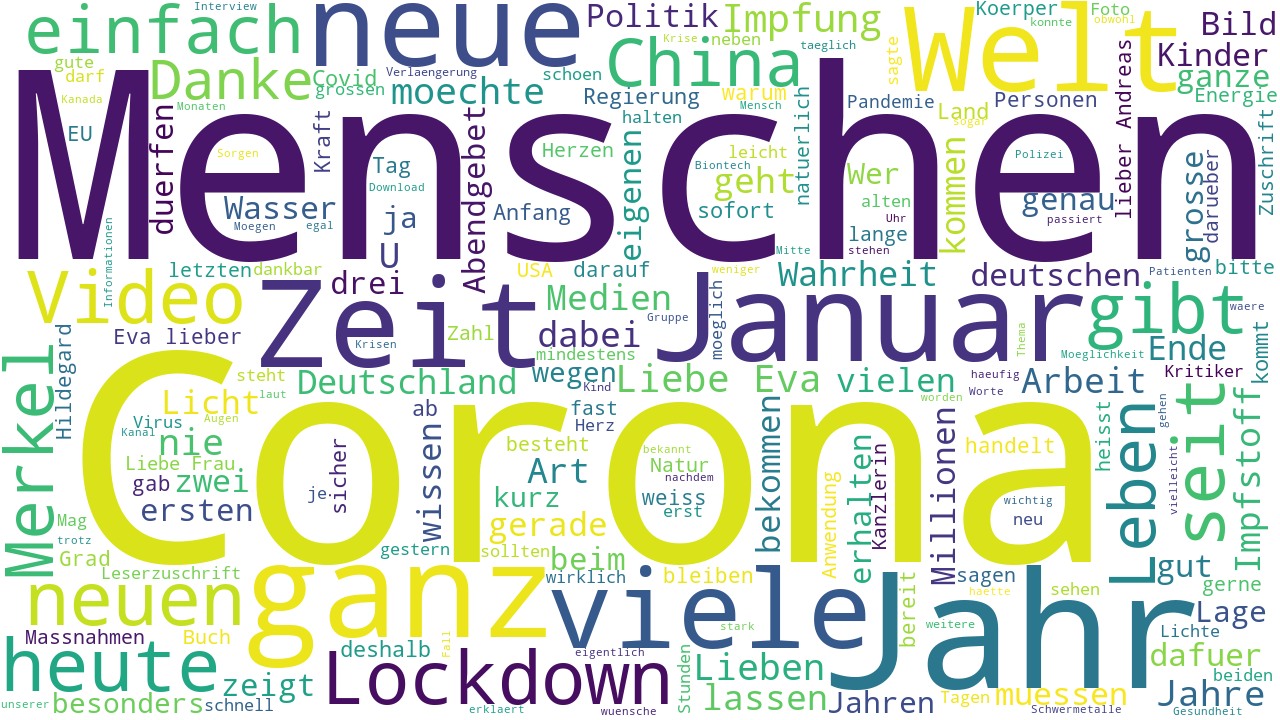 Interview
einfach
neue
Politik
Impfung
Welt
Koerper
Foto
obwohl
Bild
konnte
Krise
neben
taeglich
gute
darf
Danke
Covid
grossen
Verlaengerung
moechte
schoen
China
sagte
Kinder
ganze
Kanada
Monaten
Regierung
warum
Mensch
Pandemie
Land
Personen
Energie
EU
duerfen
Menschen
Kraft
halten
sogar
lieber Andreas
Sorgen
Tag
Abendgebet
Herzen
eigenen
leicht
Biontech
natuerlich
Wer
kommen
Polizei
Zuschrift
Download
geht
genau
grosse
darueber
Wasser
Moegen
egal
ja
Anfang
sofort
alten
Uhr
passiert
U
lange
Mitte
stehen
Informationen
letzten
dankbar
drei
USA
darauf
weniger
Wahrheit
deutschen
Patienten
bitte
Video
Zeit
Medien
Januar
gibt
waere
Eva lieber
Krisen
Zahl
dabei
Gruppe
moeglich
Thema
Moeglichkeit
Ende
kommt
Hildegard
mindestens
Merkel
steht
Deutschland
wegen
Liebe Eva
vielen
haeufig
Arbeit
Kritiker
laut
Kind
Worte
Licht
Corona
ab
fast
worden
seit
Augen
Virus
Kanal
Herz
heisst
gehen
nie
besteht
bekannt
bekommen
handelt
Leben
Impfstoff
Liebe Frau
sicher
wissen
Art
Natur
nachdem
erhalten
Kanzlerin
Millionen
vielleicht
gab
zwei
je
kurz
weiss
wichtig
ersten
erst
neu
Mag
gerade
Anwendung
trotz
gestern
sollten
beim
Grad
Leserzuschrift
wirklich
bleiben
sagen
gut
gerne
neuen
ganz
viele
bereit
haette
sehen
Jahr
Lage
Massnahmen
Buch
stark
weitere
Lichte
heute
deshalb
Fall
eigentlich
dafuer
zeigt
Lockdown
Lieben
beiden
unserer
besonders
schnell
erklaert
wuensche
Stunden
lassen
Jahren
Tagen
muessen
Schwermetalle
Jahre
Gesundheit